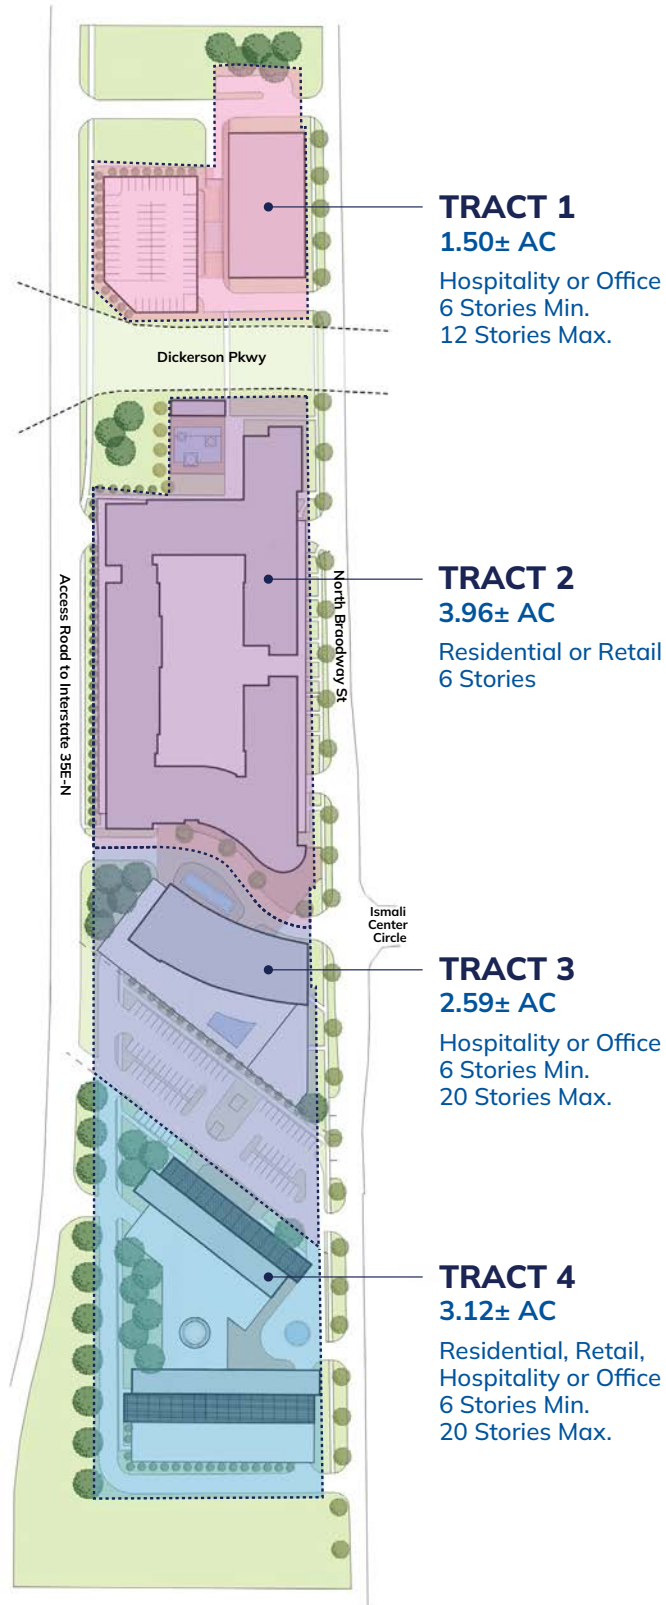 TRACT 1
1.50± AC
Hospitality or Office
6 Stories Min.
12 Stories Max.
Dickerson Pkwy
Access Road to Interstate 35E-N
North Braodway St
TRACT 2
3.96± AC
Residential or Retail
6 Stories
Ismali
Center
Circle
TRACT 3
2.59± AC
Hospitality or Office
6 Stories Min.
20 Stories Max.
TRACT 4
3.12± AC
Residential, Retail,
Hospitality or Office
6 Stories Min.
20 Stories Max.